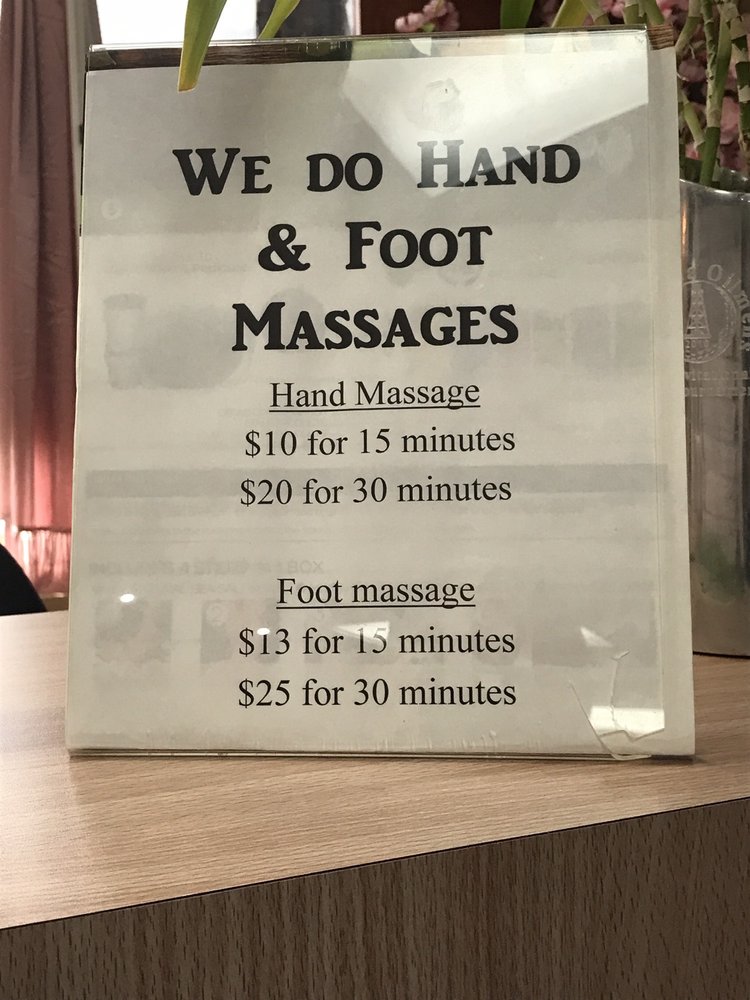 WE DO HAND
& FOOT
MASSAGES
Hand Massage
$10 for 15 minutes
$20 for 30 minutes
Foot massage
$13 for 15 minutes
$25 for 30 minutes